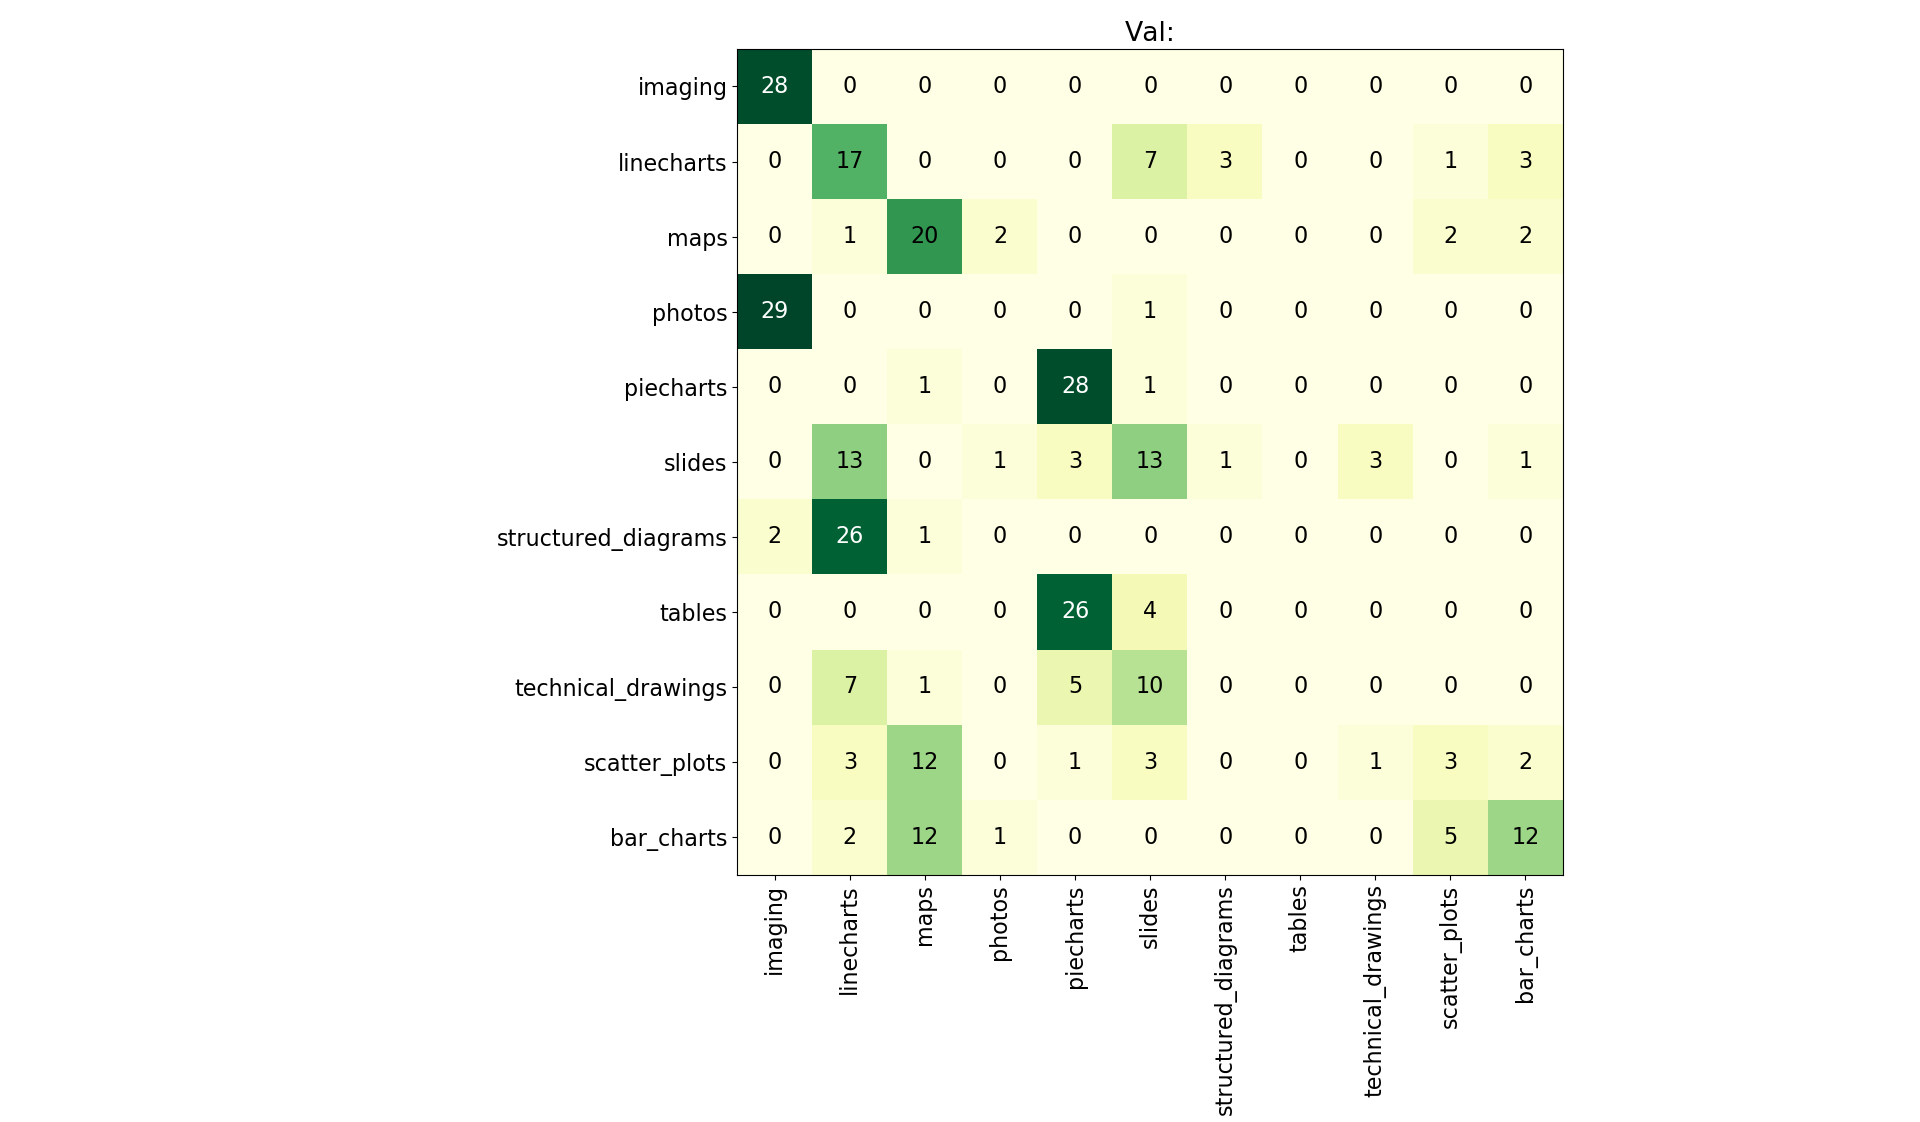 Val:
imaging 28 0 0 0 0 0 0 0 0 0 0
linecharts 0 17 0 0 0 7 3 0 0 1 3
maps 0 1 20 2 0 0 0 0 0 2 2
photos 29 0 0 0 0 1 0 0 0 0 0
piecharts 0 0 1 0 28 1 0 0 0 0 0
slides 0 13 0 1 3 13 1 0 3 0 1
structured_diagrams 2 26 1 0 0 0 0 0 0 0 0
tables 0 0 0 0 26 4 0 0 0 0 0
technical_drawings 0 7 1 0 5 10 0 0 0 0 0
scatter_plots 0 3 12 0 1 3 0 0 1 3 2
bar_charts 0 2 12 1 0 0 0 0 0 5 12
imaging
linecharts
maps
photos
piecharts
slides
structured_diagrams
tables
technical_drawings
scatter_plots
bar_charts